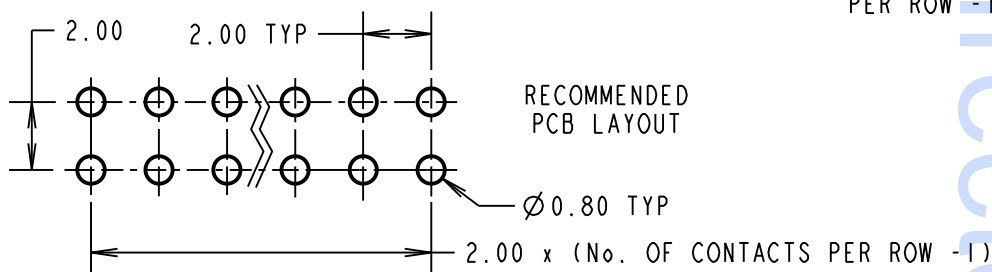 PER ROW -1
2.00
2.00 TYP
RECOMMENDED
PCB LAYOUT
Ø0.80 TYP
2.00 x (No. OF CONTACTS PER ROW -1)